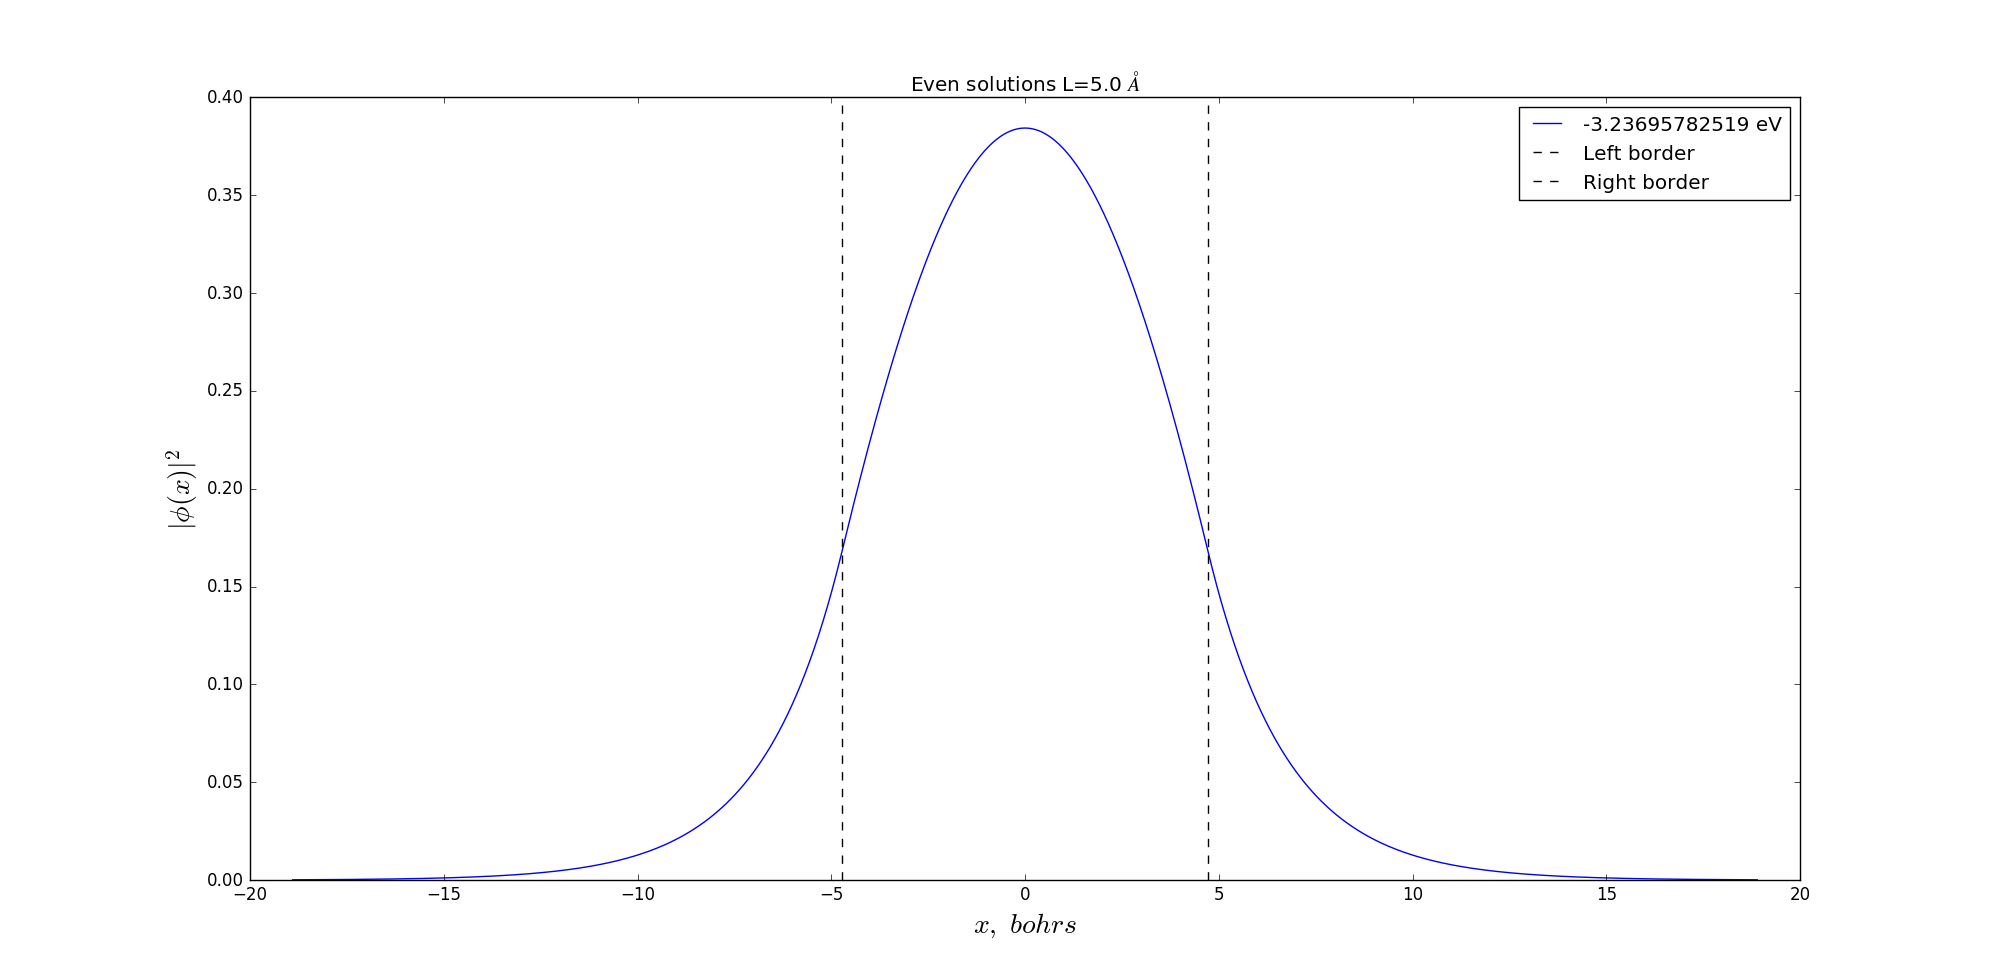 Even solutions L=5.0 Å
0.40
0.35
0.30
0.25
0.20
0.15
0.10
0.05
0.00
|ϕ(x)|²
-3.23695782519 eV
Left border
Right border
−20 −15 −10 −5 0 5 10 15 20
x, bohrs